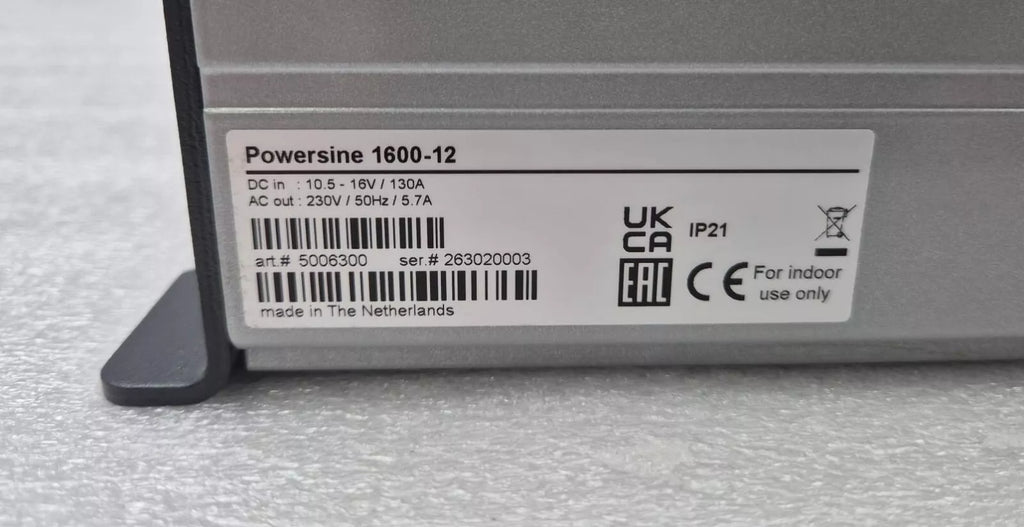 Powersine 1600-12
DC in : 10.5 - 16V / 130A
AC out : 230V / 50Hz / 5.7A
art.# 5006300 ser.# 263020003
made in The Netherlands
UK
CA
IP21
EAC
CE
For indoor
use only